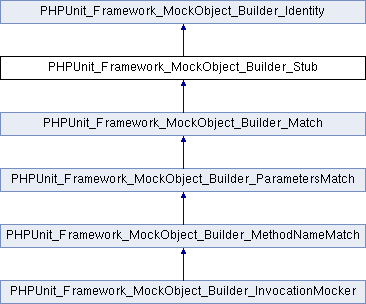 PHPUnit_Framework_MockObject_Builder_Identity
PHPUnit_Framework_MockObject_Builder_Stub
PHPUnit_Framework_MockObject_Builder_Match
PHPUnit_Framework_MockObject_Builder_ParametersMatch
PHPUnit_Framework_MockObject_Builder_MethodNameMatch
PHPUnit_Framework_MockObject_Builder_InvocationMocker